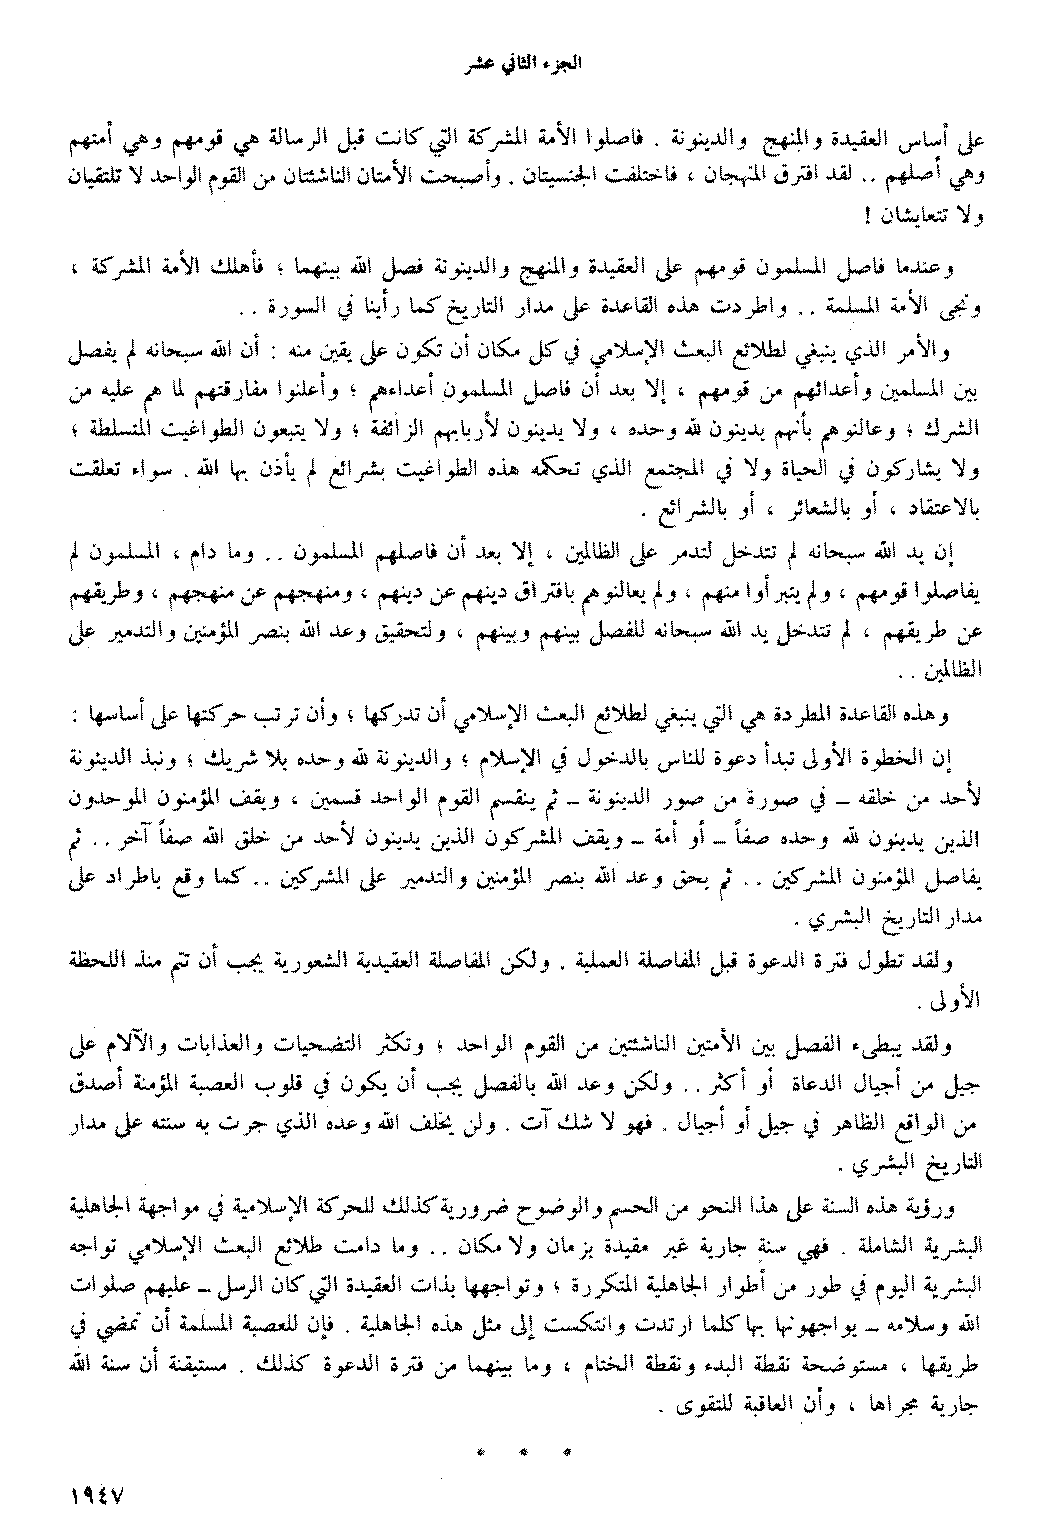 الجزء الثاني عشر
على أساس العقيدة والمنهج والدينونة . فاصلوا الأمة المشركة التي كانت قبل الرسالة هي قومهم وهي أمتهم
وهي أصلهم .. لقد افترق المنهجان ، فاختلفت الجنسيتان . وأصبحت الأمتان الناشئتان من القوم الواحد لا تلتقيان
ولا تتعايشان !
وعندما فاصل المسلمون قومهم على العقيدة والمنهج والدينونة فصل الله بينهما ؛ فأهلك الأمة المشركة ،
ونجى الأمة المسلمة .. واطردت هذه القاعدة على مدار التاريخ كما رأينا في السورة ..
والأمر الذي ينبغي لطلائع البعث الإسلامي في كل مكان أن تكون على يقين منه : أن الله سبحانه لم يفصل
بين المسلمين وأعدائهم من قومهم ، إلا بعد أن فاصل المسلمون أعداءهم ؛ وأعلنوا مفارقتهم لما هم عليه من
الشرك ؛ وعالنوهم بأنهم يدينون لله وحده ، ولا يدينون لأربابهم الزائفة ؛ ولا يتبعون الطواغيت المتسلطة ؛
ولا يشاركون في الحياة ولا في المجتمع الذي تحكمه هذه الطواغيت بشرائع لم يأذن بها الله . سواء تعلقت
بالاعتقاد ، أو بالشعائر ، أو بالشرائع .
إن يد الله سبحانه لم تتدخل لتدمر على الظالمين ، إلا بعد أن فاصلهم المسلمون .. وما دام ، المسلمون لم
يفاصلوا قومهم ، ولم يتبرأوا منهم ، ولم يعالنوهم بافتراق دينهم عن دينهم ، ومنهجهم عن منهجهم ، وطريقهم
عن طريقهم ، لم تتدخل يد الله سبحانه للفصل بينهم وبينهم ، ولتحقيق وعد الله بنصر المؤمنين والتدمير على
الظالمين ..
وهذه القاعدة المطردة هي التي ينبغي لطلائع البعث الإسلامي أن تدركها ؛ وأن ترتب حركتها على أساسها :
إن الخطوة الأولى تبدأ دعوة للناس بالدخول في الإسلام ؛ والدينونة لله وحده بلا شريك ؛ ونبذ الدينونة
لأحد من خلقه ــ في صورة من صور الدينونة ــ ثم ينقسم القوم الواحد قسمين ، ويقف المؤمنون الموحدون
الذين يدينون لله وحده صفاً ــ أو أمة ــ ويقف المشركون الذين يدينون لأحد من خلق الله صفاً آخر .. ثم
يفاصل المؤمنون المشركين .. ثم يحق وعد الله بنصر المؤمنين والتدمير على المشركين .. كما وقع باطراد على
مدار التاريخ البشري .
ولقد تطول فترة الدعوة قبل المفاصلة العملية . ولكن المفاصلة العقيدية الشعورية يجب أن تتم منذ اللحظة
الأولى .
ولقد يبطىء الفصل بين الأمتين الناشئتين من القوم الواحد ؛ وتكثر التضحيات والعذابات والآلام على
جيل من أجيال الدعاة أو أكثر .. ولكن وعد الله بالفصل يجب أن يكون في قلوب العصبة المؤمنة أصدق
من الواقع الظاهر في جيل أو أجيال . فهو لا شك آت . ولن يخلف الله وعده الذي جرت به سنته على مدار
التاريخ البشري .
ورؤية هذه السنة على هذا النحو من الحسم والوضوح ضرورية كذلك للحركة الإسلامية في مواجهة الجاهلية
البشرية الشاملة . فهي سنة جارية غير مقيدة بزمان ولا مكان .. وما دامت طلائع البعث الإسلامي تواجه
البشرية اليوم في طور من أطوار الجاهلية المتكررة ؛ وتواجهها بذات العقيدة التي كان الرسل ــ عليهم صلوات
الله وسلامه ــ يواجهونها بها كلما ارتدت وانتكست إلى مثل هذه الجاهلية . فإن للعصبة المسلمة أن تمضي في
طريقها ، مستوضحة نقطة البدء ونقطة الختام ، وما بينهما من فترة الدعوة كذلك . مستيقنة أن سنة الله
جارية مجراها ، وأن العاقبة للتقوى .
* * *
١٩٤٧